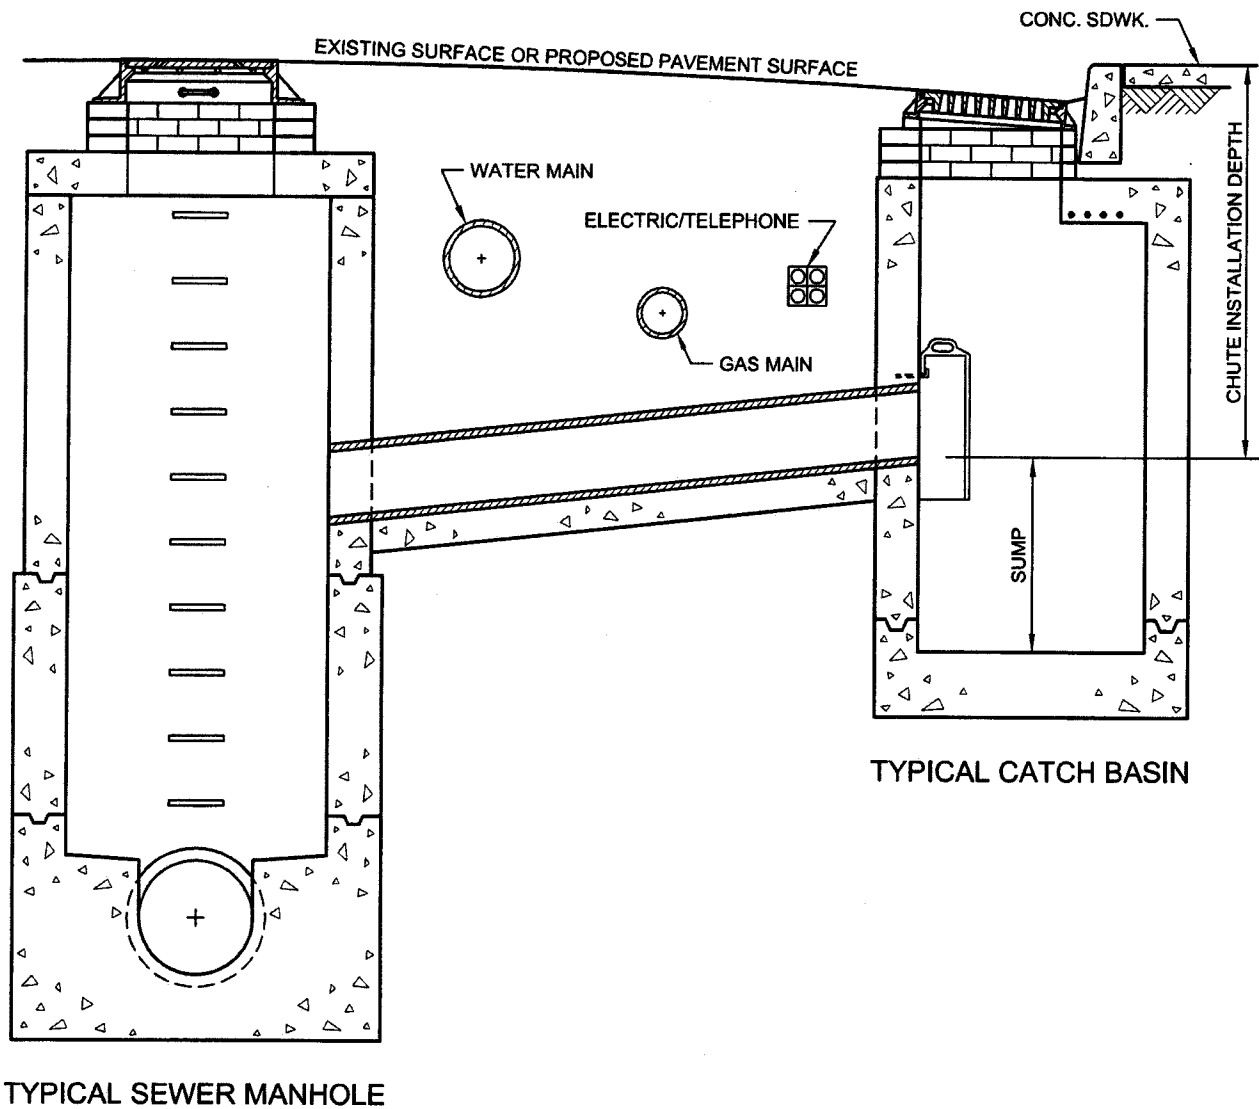 CONC. SDWK.
EXISTING SURFACE OR PROPOSED PAVEMENT SURFACE
WATER MAIN
ELECTRIC/TELEPHONE
GAS MAIN
CHUTE INSTALLATION DEPTH
SUMP
TYPICAL CATCH BASIN
TYPICAL SEWER MANHOLE